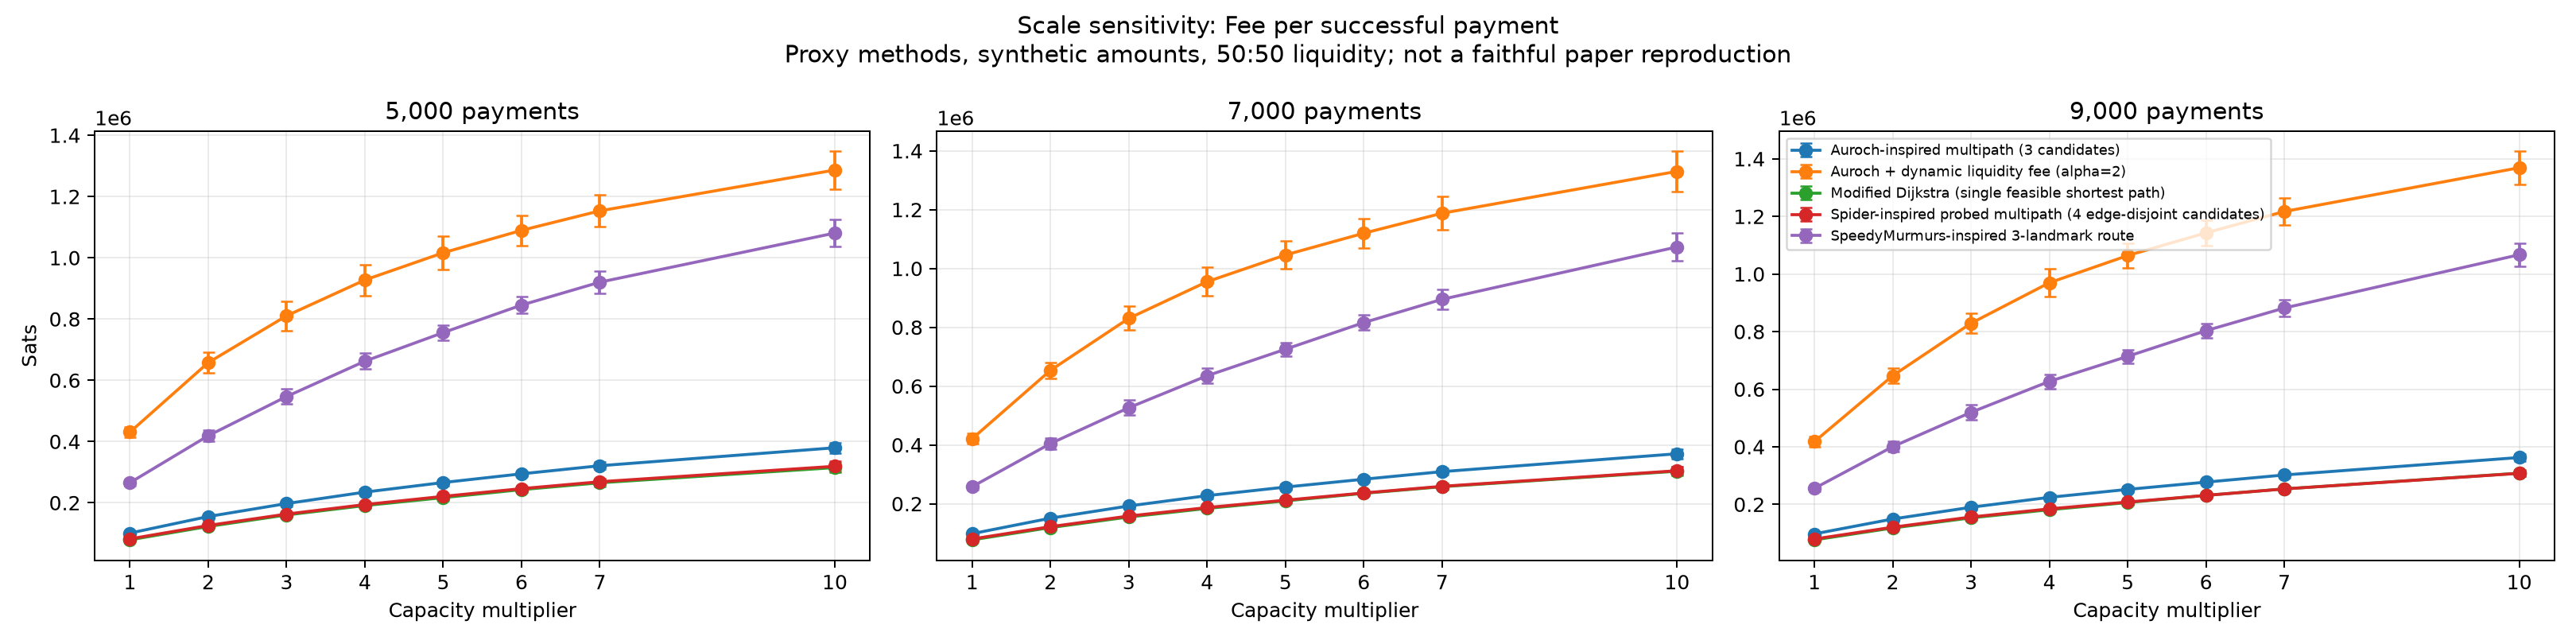 Scale sensitivity: Fee per successful payment
Proxy methods, synthetic amounts, 50:50 liquidity; not a faithful paper reproduction
5,000 payments
1e6
1.4
1.2
1.0
0.8
0.6
0.4
0.2
Sats
1 2 3 4 5 6 7 10
Capacity multiplier
7,000 payments
1e6
1.4
1.2
1.0
0.8
0.6
0.4
0.2
1 2 3 4 5 6 7 10
Capacity multiplier
9,000 payments
1e6
1.4
1.2
1.0
0.8
0.6
0.4
0.2
Auroch-inspired multipath (3 candidates)
Auroch + dynamic liquidity fee (alpha=2)
Modified Dijkstra (single feasible shortest path)
Spider-inspired probed multipath (4 edge-disjoint candidates)
SpeedyMurmurs-inspired 3-landmark route
1 2 3 4 5 6 7 10
Capacity multiplier